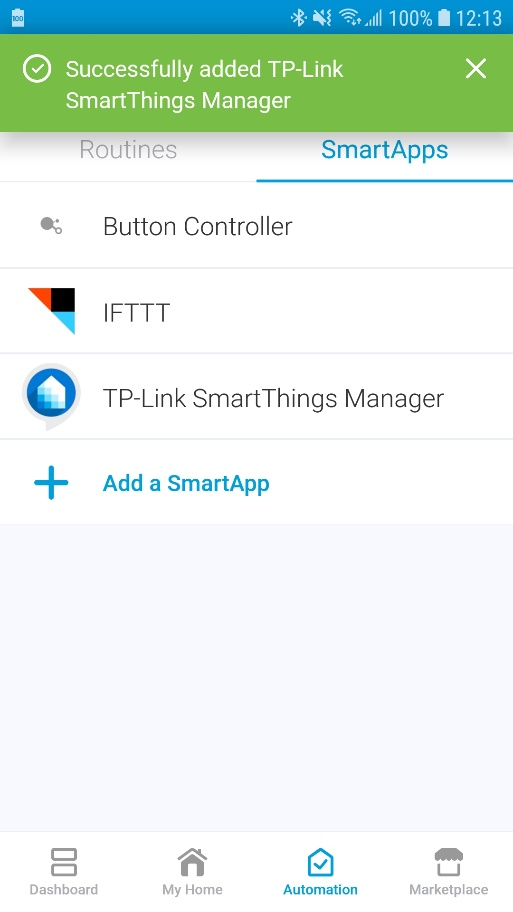 100
100% 12:13
Successfully added TP-Link
SmartThings Manager
Routines
SmartApps
Button Controller
IFTTT
TP-Link SmartThings Manager
Add a SmartApp
Dashboard
My Home
Automation
Marketplace